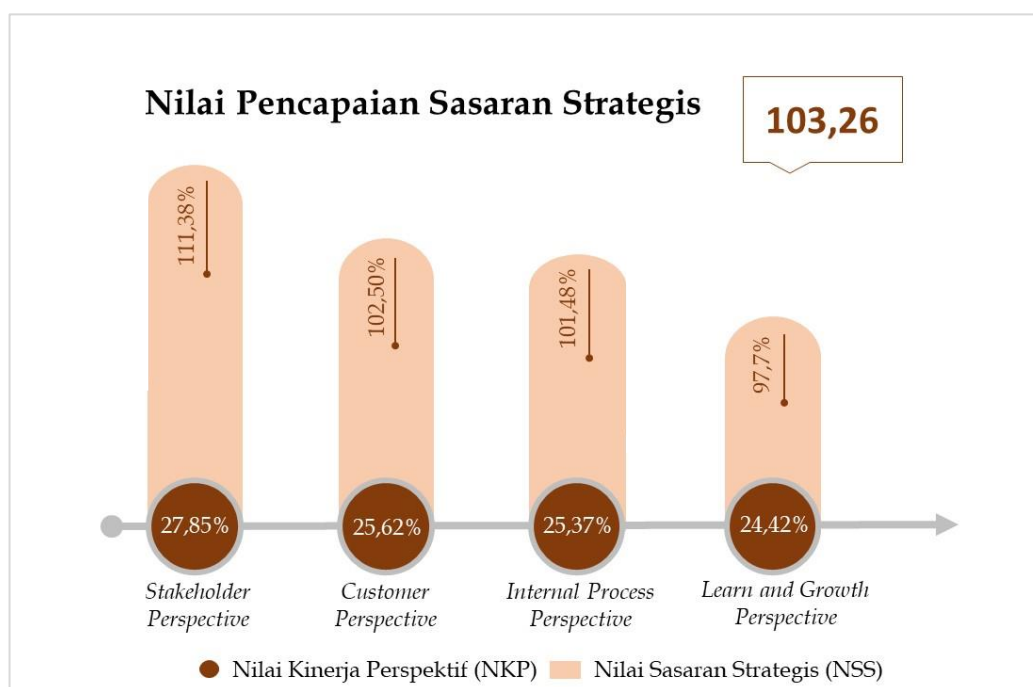 Nilai Pencapaian Sasaran Strategis
103,26
111,38%
102,50%
101,48%
97,7%
27,85%
25,62%
25,37%
24,42%
Stakeholder
Perspective
Customer
Perspective
Internal Process
Perspective
Learn and Growth
Perspective
Nilai Kinerja Perspektif (NKP)
Nilai Sasaran Strategis (NSS)